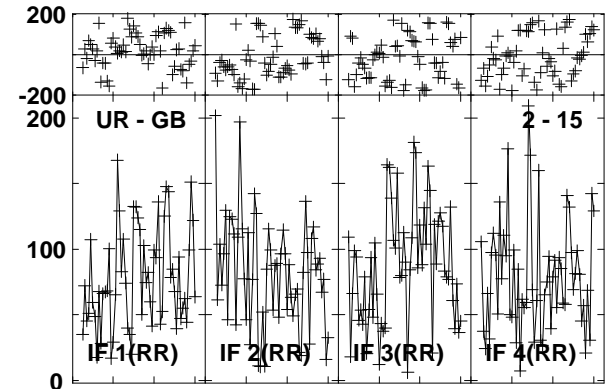 200
-200
200
UR - GB
2 - 15
100
IF 1(RR)
IF 2(RR)
IF 3(RR)
IF 4(RR)
0